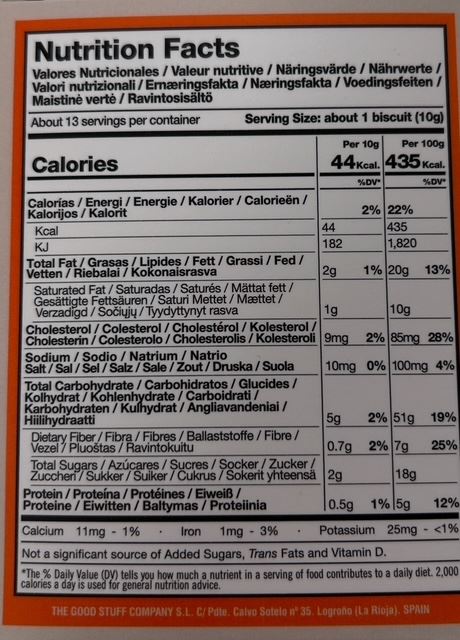 Nutrition Facts
Valores Nutricionales / Valeur nutritive / Näringsvärde / Nährwerte /
Valori nutrizionali / Ernæringsfakta / Næringsfakta / Voedingsfeiten /
Maistinė vertė / Ravintosisältö
About 13 servings per container Serving Size: about 1 biscuit (10g)
Per 10g Per 100g
Calories 44Kcal. 435 Kcal.
%DV* %DV*
Calorías / Energi / Energie / Kalorier / Calorieën /
Kalorijos / Kalorit 2% 22%
Kcal 44 435
KJ 182 1,820
Total Fat / Grasas / Lipides / Fett / Grassi / Fed /
Vetten / Riebalai / Kokonaisrasva 2g 1% 20g 13%
Saturated Fat / Saturadas / Saturés / Mättat fett /
Gesättigte Fettsäuren / Saturi Mettet / Mættet /
Verzadigd / Sočiųjų / Tyydyttynyt rasva 1g 10g
Cholesterol / Colesterol / Cholestérol / Kolesterol /
Cholesterin / Colesterolo / Cholesterolis / Kolesteroli 9mg 2% 85mg 28%
Sodium / Sodio / Natrium / Natrio
Salt / Sal / Sel / Salz / Sale / Zout / Druska / Suola 10mg 0% 100mg 4%
Total Carbohydrate / Carbohidratos / Glucides /
Kolhydrat / Kohlenhydrate / Carboidrati /
Karbohydraten / Kulhydrat / Angliavandeniai /
Hiilihydraatti 5g 2% 51g 19%
Dietary Fiber / Fibra / Fibres / Ballaststoffe / Fibre /
Vezel / Pluoštas / Ravintokuitu 0.7g 2% 7g 25%
Total Sugars / Azúcares / Sucres / Socker / Zucker /
Zuccheri / Sukker / Suiker / Cukrus / Sokerit yhteensä 2g 18g
Protein / Proteína / Protéines / Eiweiß /
Proteine / Eiwitten / Baltymas / Proteiinia 0.5g 1% 5g 12%
Calcium 11mg - 1% · Iron 1mg - 3% · Potassium 25mg - <1%
Not a significant source of Added Sugars, Trans Fats and Vitamin D.
*The % Daily Value (DV) tells you how much a nutrient in a serving of food contributes to a daily diet. 2,000
calories a day is used for general nutrition advice.
THE GOOD STUFF COMPANY S.L. C/ Pdte. Calvo Sotelo nº 35. Logroño (La Rioja). SPAIN